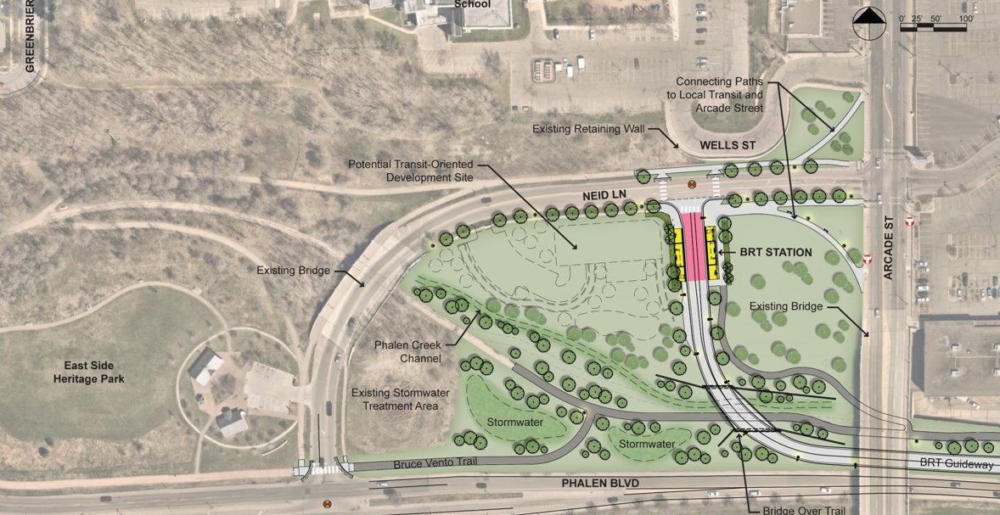 School
GREENBRIER
0' 25' 50' 100'
Connecting Paths
to Local Transit and
Arcade Street
Existing Retaining Wall
WELLS ST
Potential Transit-Oriented
Development Site
NEID LN
BRT STATION
ARCADE ST
Existing Bridge
Existing Bridge
Phalen Creek
Channel
East Side
Heritage Park
Existing Stormwater
Treatment Area
Stormwater
Stormwater
Bruce Vento Trail
BRT Guideway
PHALEN BLVD
Bridge Over Trail
T
T